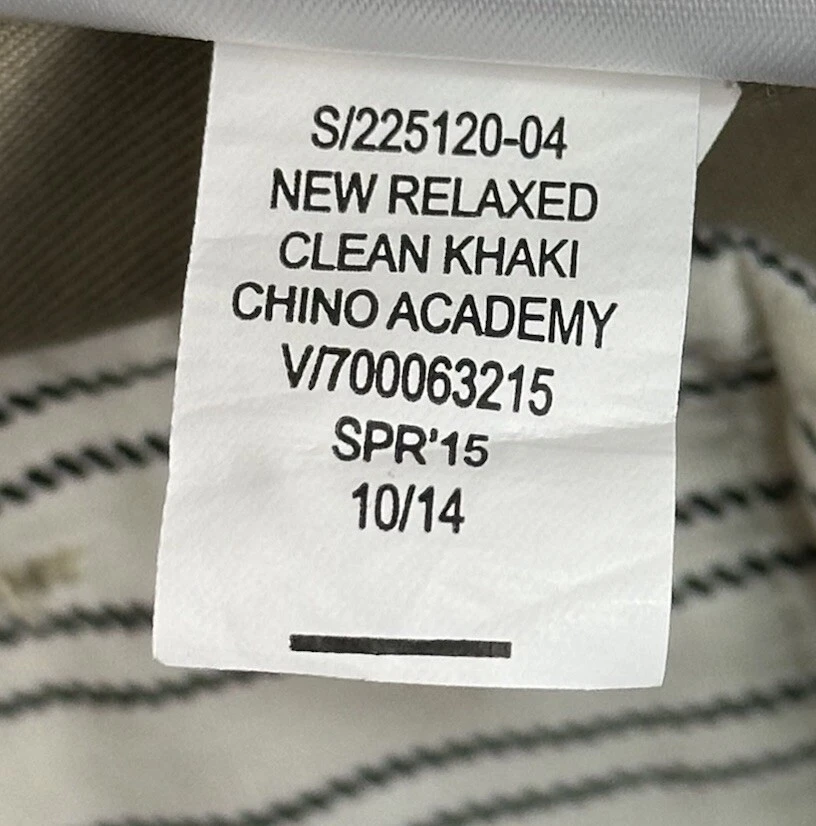 S/225120-04
NEW RELAXED
CLEAN KHAKI
CHINO ACADEMY
V/700063215
SPR'15
10/14